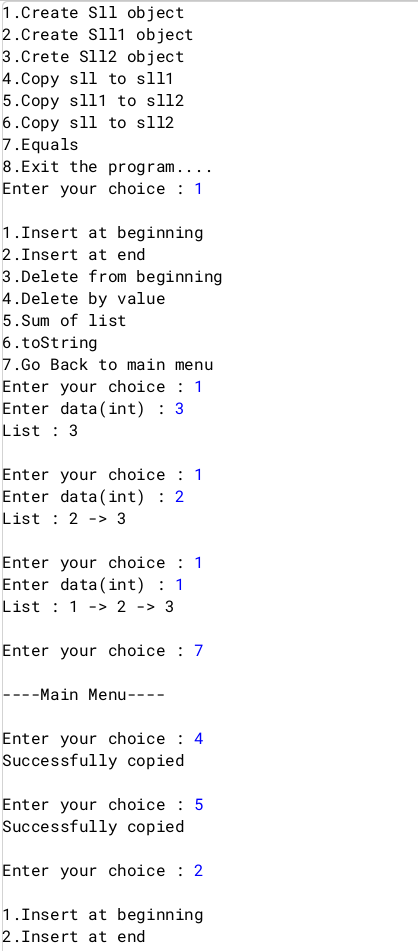 1.Create Sll object
2.Create Sll1 object
3.Crete Sll2 object
4.Copy sll to sll1
5.Copy sll1 to sll2
6.Copy sll to sll2
7.Equals
8.Exit the program....
Enter your choice : 1
1.Insert at beginning
2.Insert at end
3.Delete from beginning
4.Delete by value
5.Sum of list
6.toString
7.Go Back to main menu
Enter your choice : 1
Enter data(int) : 3
List : 3
Enter your choice : 1
Enter data(int) : 2
List : 2 -> 3
Enter your choice : 1
Enter data(int) : 1
List : 1 -> 2 -> 3
Enter your choice : 7
----Main Menu----
Enter your choice : 4
Successfully copied
Enter your choice : 5
Successfully copied
Enter your choice : 2
1.Insert at beginning
2.Insert at end